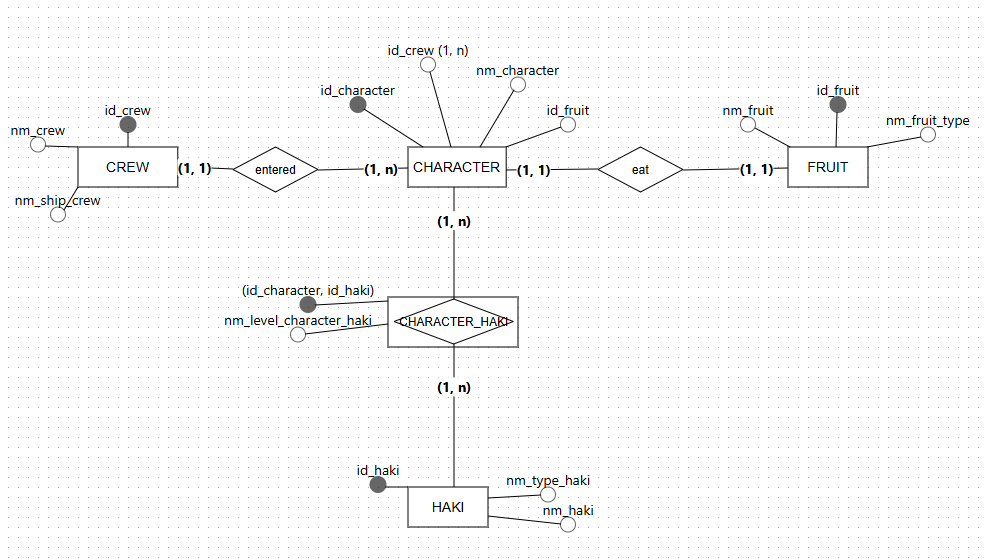 id_crew (1, n)
nm_character
id_character
id_fruit
id_crew
nm_crew
nm_ship_crew
CREW
(1, 1)
entered
(1, n)
CHARACTER
(1, 1)
eat
(1, 1)
FRUIT
nm_fruit
id_fruit
nm_fruit_type
(1, n)
(id_character, id_haki)
nm_level_character_haki
CHARACTER_HAKI
(1, n)
id_haki
HAKI
nm_type_haki
nm_haki